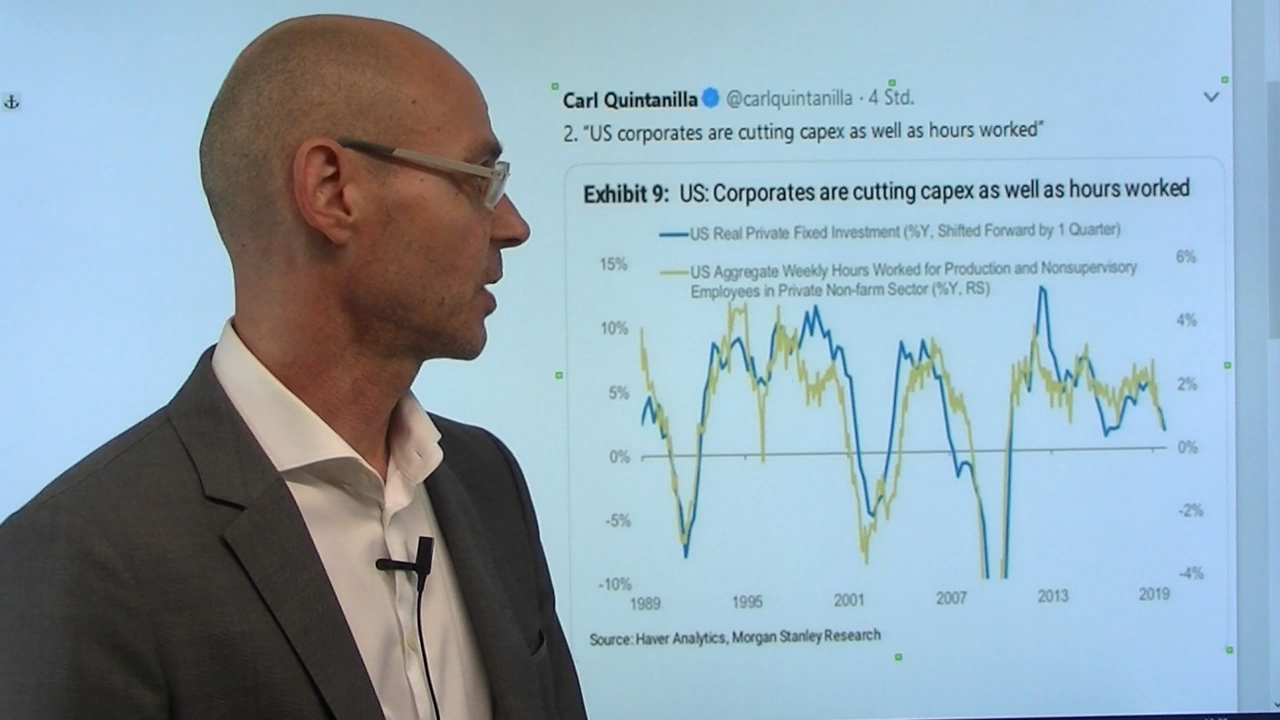 Carl Quintanilla @carlquintanilla · 4 Std.
2. "US corporates are cutting capex as well as hours worked"
Exhibit 9: US: Corporates are cutting capex as well as hours worked
US Real Private Fixed Investment (%Y, Shifted Forward by 1 Quarter)
US Aggregate Weekly Hours Worked for Production and Nonsupervisory
Employees in Private Non-farm Sector (%Y, RS)
15%
10%
5%
0%
-5%
-10%
6%
4%
2%
0%
-2%
-4%
1989 1995 2001 2007 2013 2019
Source: Haver Analytics, Morgan Stanley Research